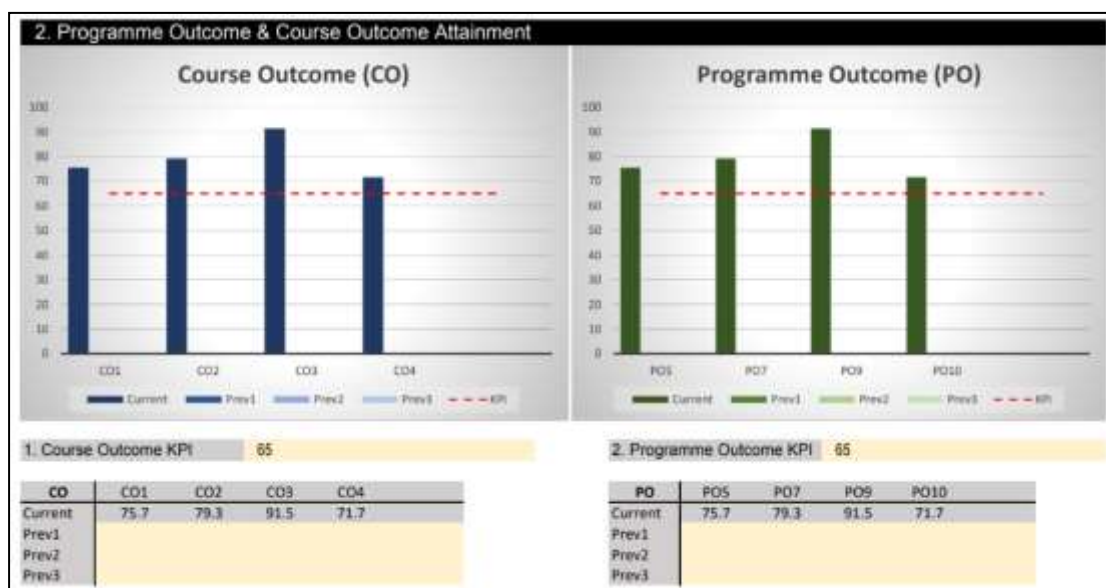 2. Programme Outcome & Course Outcome Attainment
Course Outcome (CO)
100
90
80
70
60
50
40
30
20
10
0
CO1 CO2 CO3 CO4
Current Prev1 Prev2 Prev3 KPI
Programme Outcome (PO)
100
90
80
70
60
50
40
30
20
10
0
PO5 PO7 PO9 PO10
Current Prev1 Prev2 Prev3 KPI
1. Course Outcome KPI 65
2. Programme Outcome KPI 65
CO CO1 CO2 CO3 CO4
Current 75.7 79.3 91.5 71.7
Prev1
Prev2
Prev3
PO PO5 PO7 PO9 PO10
Current 75.7 79.3 91.5 71.7
Prev1
Prev2
Prev3